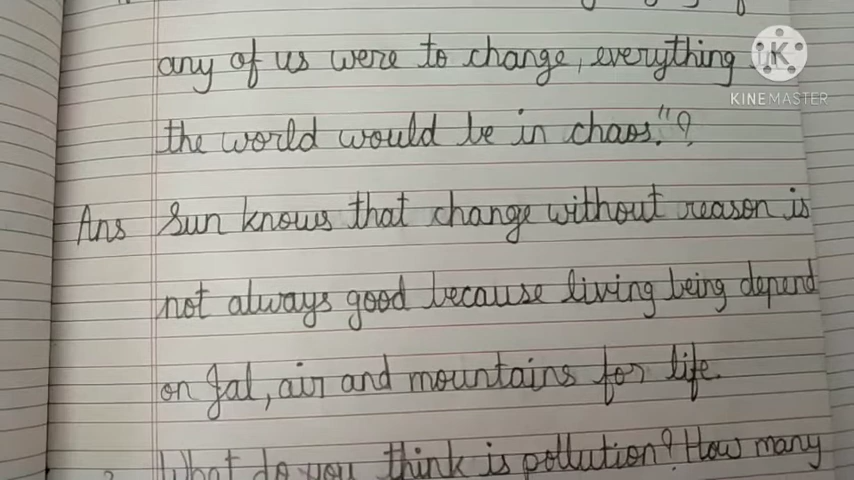 any of us were to change, everything
the world would be in chaos."?
Ans Sun knows that change without reason is
not always good because living being depend
on Jal, air and mountains for life.
What do you think is pollution? How many
K
KINEMASTER